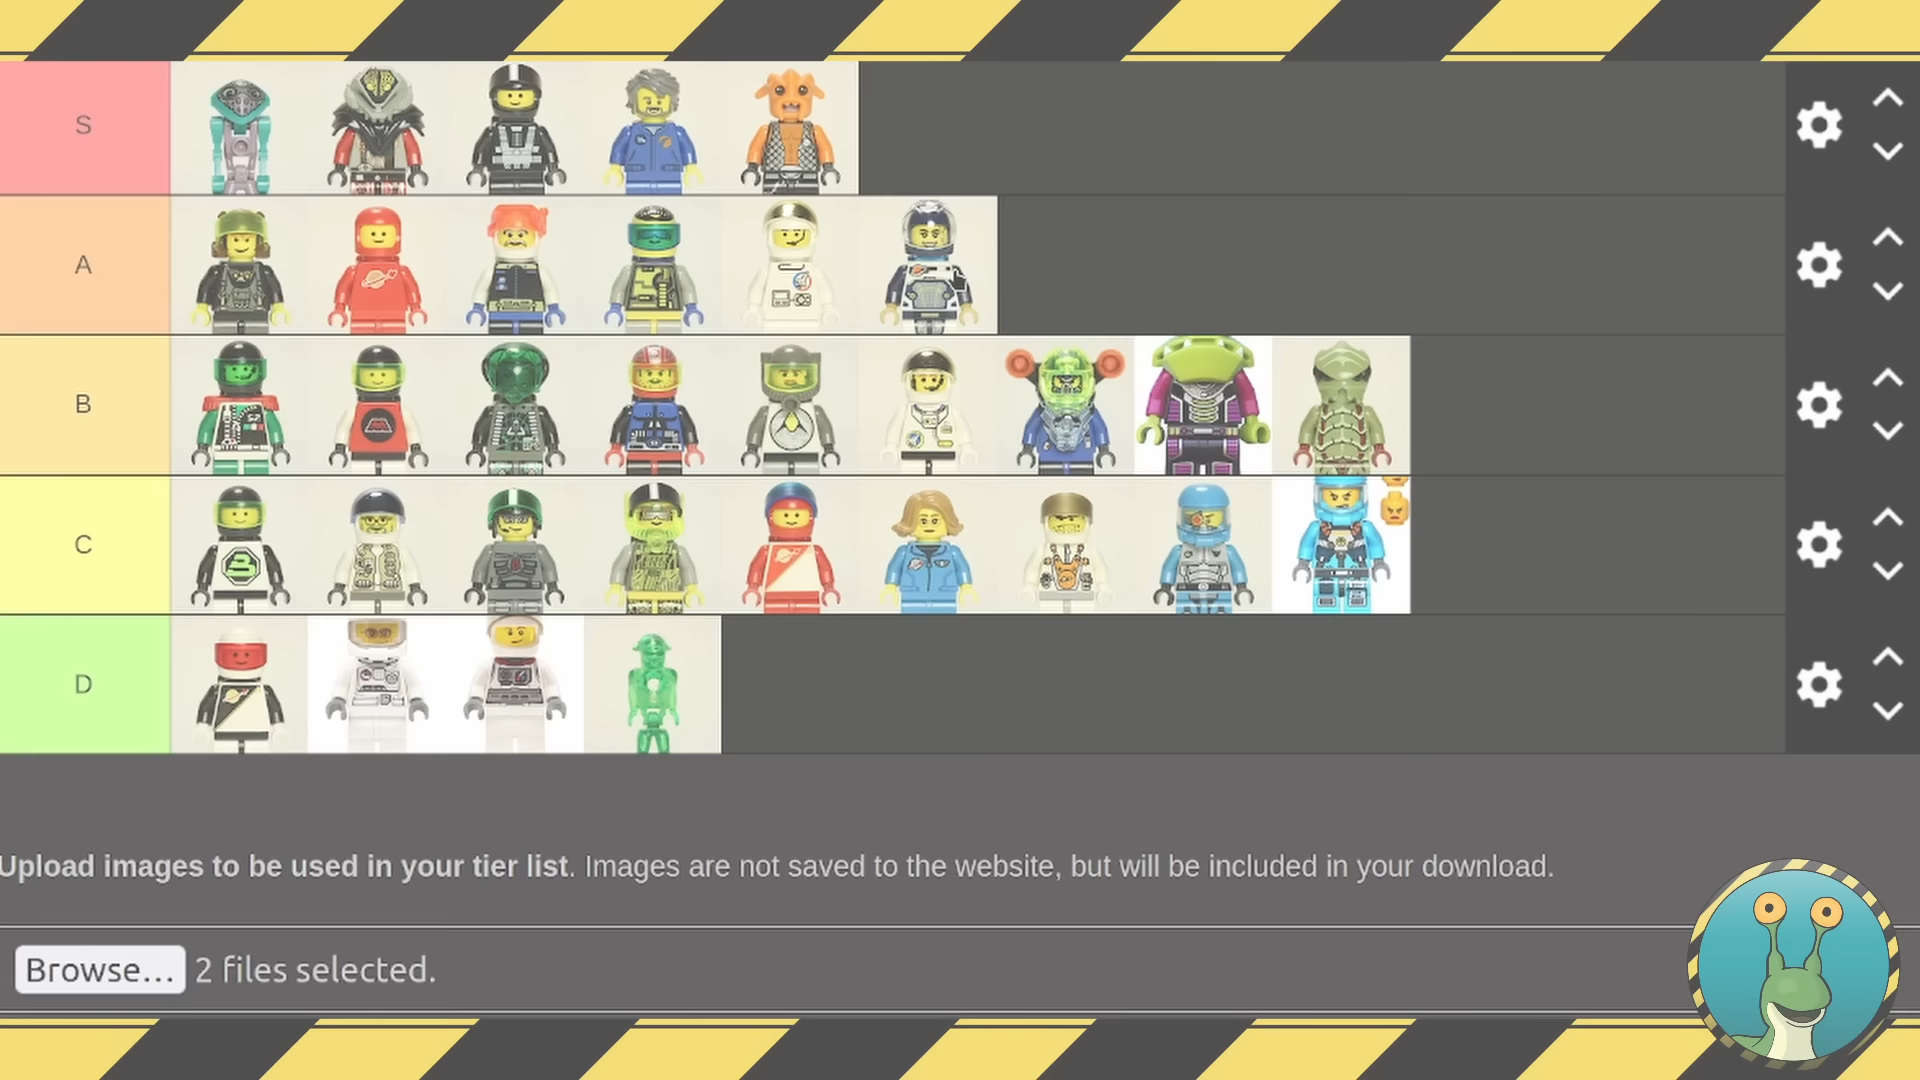 S
A
B
C
D
Upload images to be used in your tier list. Images are not saved to the website, but will be included in your download.
Browse... 2 files selected.